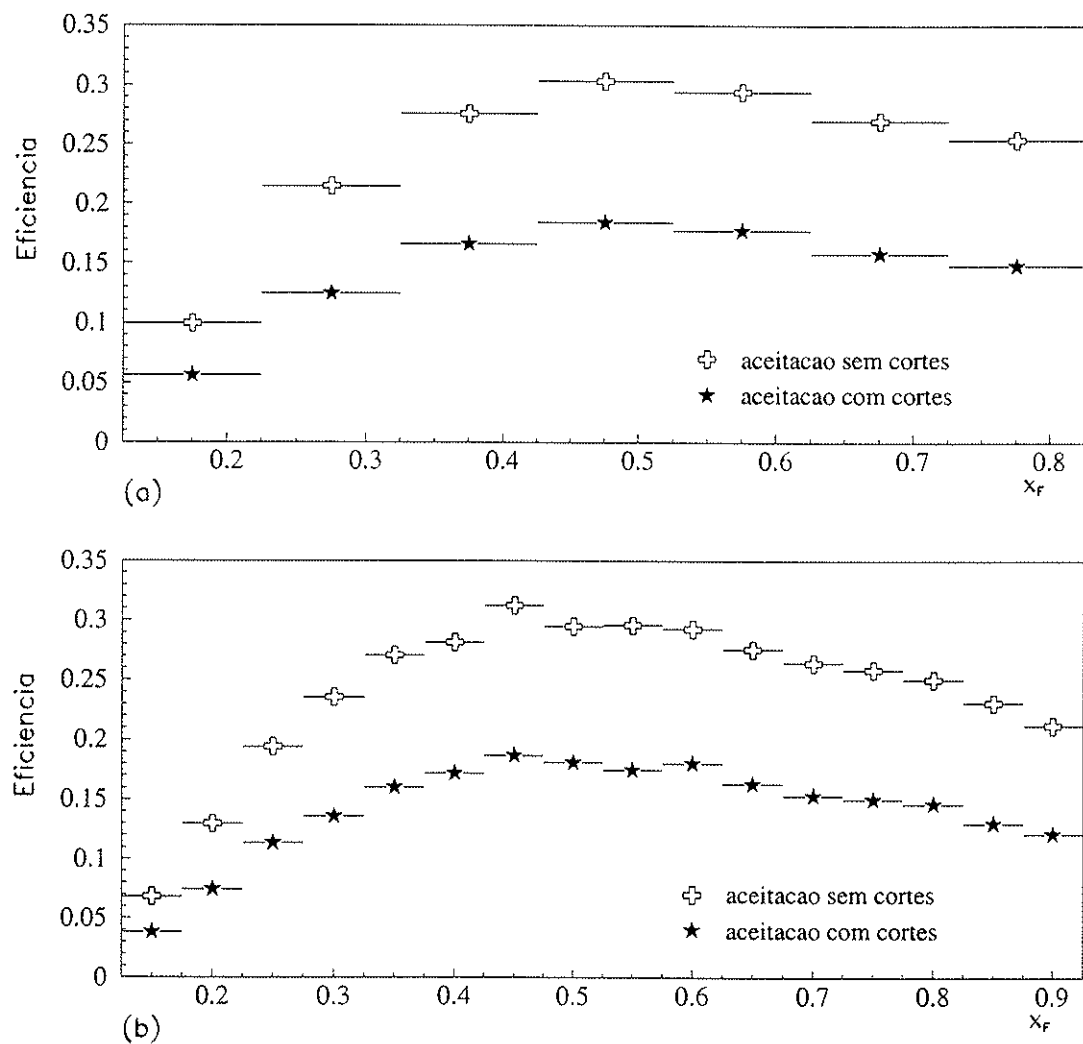 0.35
0.3
0.25
0.2
0.15
0.1
0.05
0
Eficiencia
aceitacao sem cortes
aceitacao com cortes
0.2 0.3 0.4 0.5 0.6 0.7 0.8
(a)
x_F
0.35
0.3
0.25
0.2
0.15
0.1
0.05
0
Eficiencia
aceitacao sem cortes
aceitacao com cortes
0.2 0.3 0.4 0.5 0.6 0.7 0.8 0.9
(b)
x_F